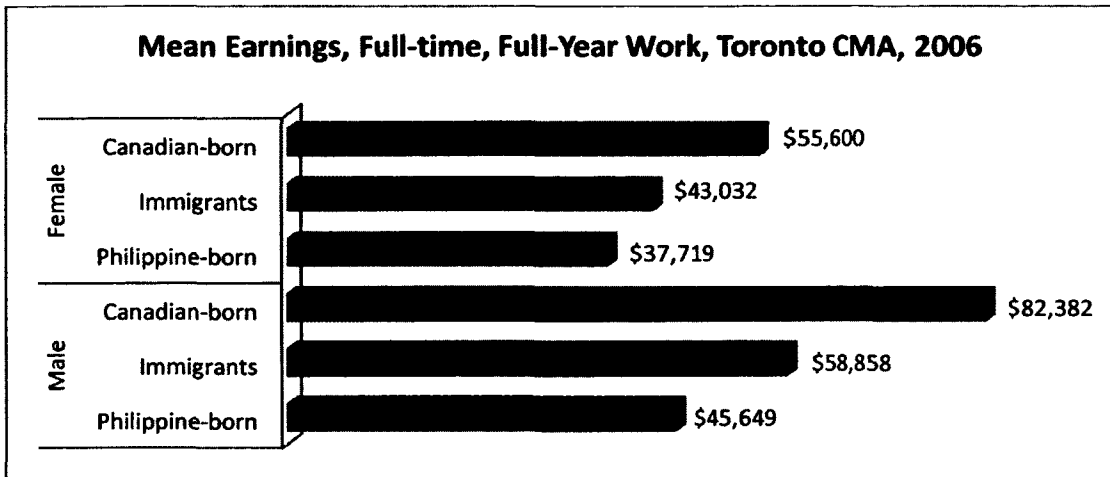 Mean Earnings, Full-time, Full-Year Work, Toronto CMA, 2006
Female
Canadian-born $55,600
Immigrants $43,032
Philippine-born $37,719
Male
Canadian-born $82,382
Immigrants $58,858
Philippine-born $45,649